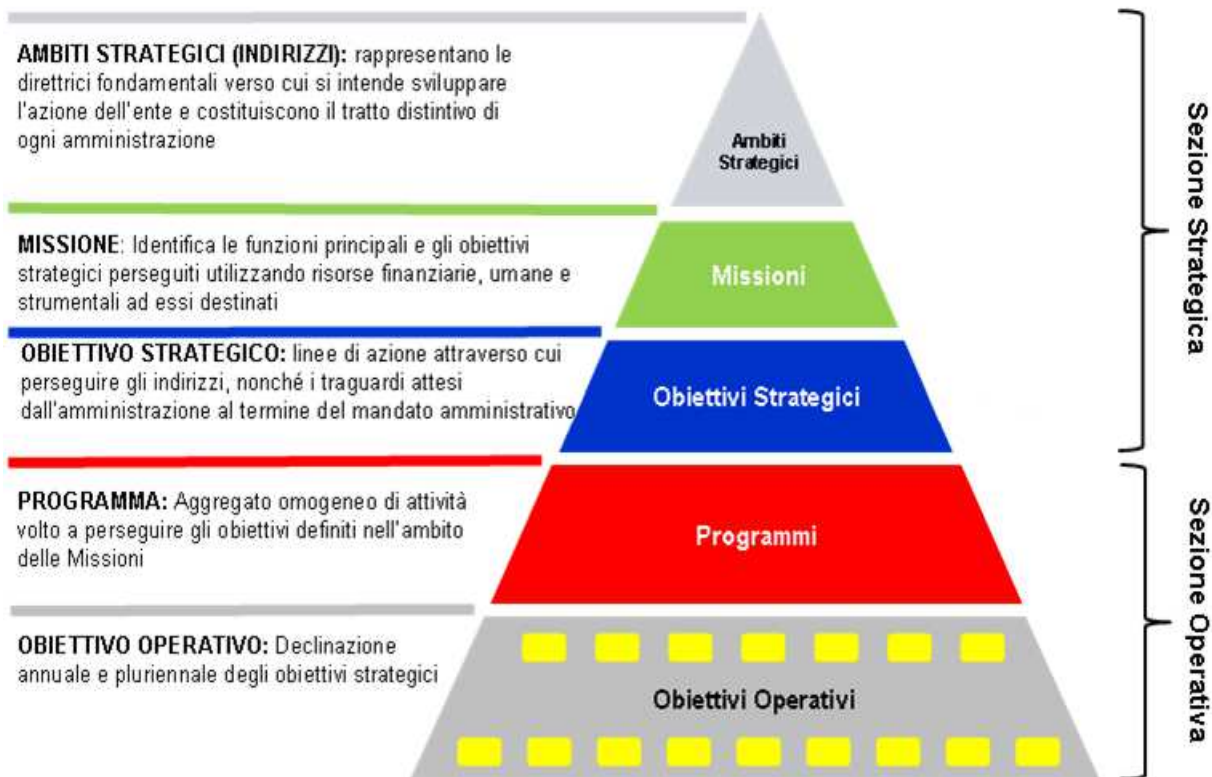 AMBITI STRATEGICI (INDIRIZZI): rappresentano le
direttrici fondamentali verso cui si intende sviluppare
l'azione dell'ente e costituiscono il tratto distintivo di
ogni amministrazione
Ambiti
Strategici
MISSIONE: Identifica le funzioni principali e gli obiettivi
strategici perseguiti utilizzando risorse finanziarie, umane e
strumentali ad essi destinati
Missioni
OBIETTIVO STRATEGICO: linee di azione attraverso cui
perseguire gli indirizzi, nonché i traguardi attesi
dall'amministrazione al termine del mandato amministrativo
Obiettivi Strategici
Sezione Strategica
PROGRAMMA: Aggregato omogeneo di attività
volto a perseguire gli obiettivi definiti nell'ambito
delle Missioni
Programmi
OBIETTIVO OPERATIVO: Declinazione
annuale e pluriennale degli obiettivi strategici
Obiettivi Operativi
Sezione Operativa